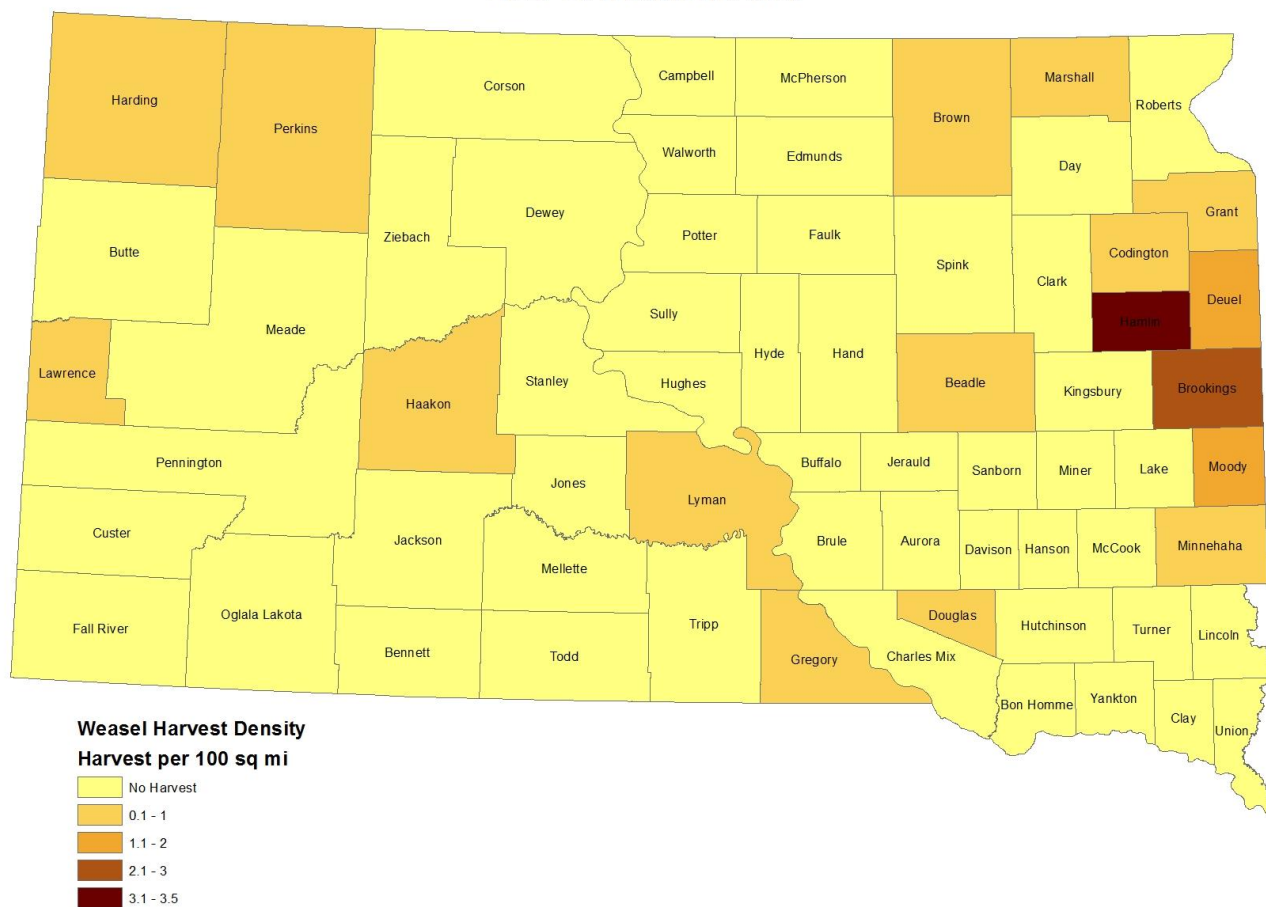 Harding
Perkins
Corson
Campbell
McPherson
Brown
Marshall
Roberts
Walworth
Edmunds
Day
Butte
Ziebach
Dewey
Potter
Faulk
Spink
Clark
Codington
Grant
Meade
Sully
Hyde
Hand
Hamlin
Deuel
Lawrence
Haakon
Stanley
Hughes
Beadle
Kingsbury
Brookings
Pennington
Jones
Lyman
Buffalo
Jerauld
Sanborn
Miner
Lake
Moody
Custer
Jackson
Mellette
Brule
Aurora
Davison
Hanson
McCook
Minnehaha
Fall River
Oglala Lakota
Bennett
Todd
Tripp
Gregory
Douglas
Charles Mix
Hutchinson
Turner
Lincoln
Bon Homme
Yankton
Clay
Union
Weasel Harvest Density
Harvest per 100 sq mi
No Harvest
0.1 - 1
1.1 - 2
2.1 - 3
3.1 - 3.5